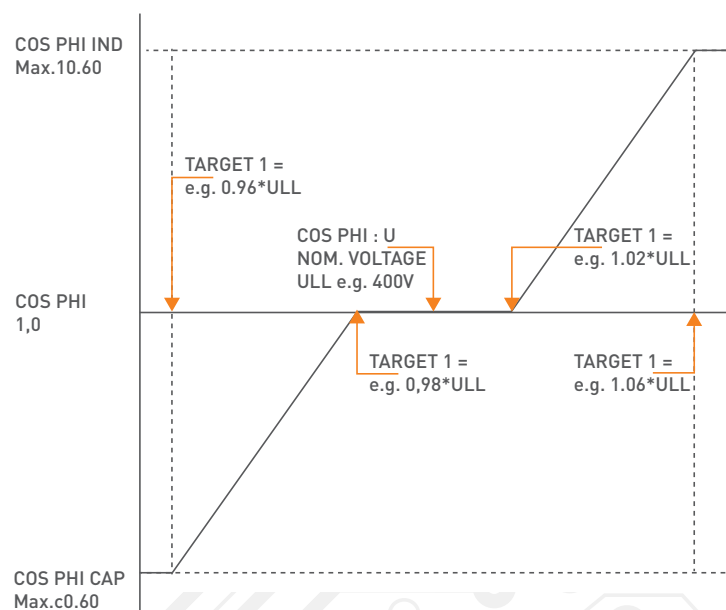 COS PHI IND
Max.10.60
TARGET 1 =
e.g. 0.96*ULL
COS PHI : U
NOM. VOLTAGE
ULL e.g. 400V
TARGET 1 =
e.g. 1.02*ULL
COS PHI
1,0
TARGET 1 =
e.g. 0,98*ULL
TARGET 1 =
e.g. 1.06*ULL
COS PHI CAP
Max.c0.60